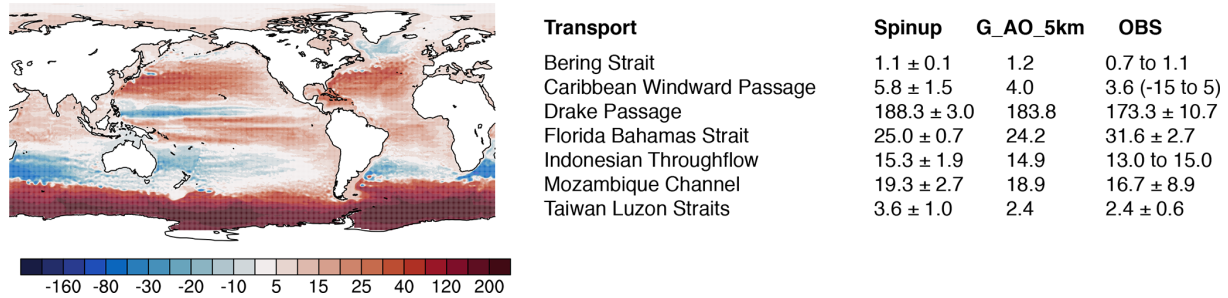 Transport Spinup G_AO_5km OBS
Bering Strait 1.1 ± 0.1 1.2 0.7 to 1.1
Caribbean Windward Passage 5.8 ± 1.5 4.0 3.6 (-15 to 5)
Drake Passage 188.3 ± 3.0 183.8 173.3 ± 10.7
Florida Bahamas Strait 25.0 ± 0.7 24.2 31.6 ± 2.7
Indonesian Throughflow 15.3 ± 1.9 14.9 13.0 to 15.0
Mozambique Channel 19.3 ± 2.7 18.9 16.7 ± 8.9
Taiwan Luzon Straits 3.6 ± 1.0 2.4 2.4 ± 0.6
-160 -80 -30 -20 -10 5 15 25 40 120 200